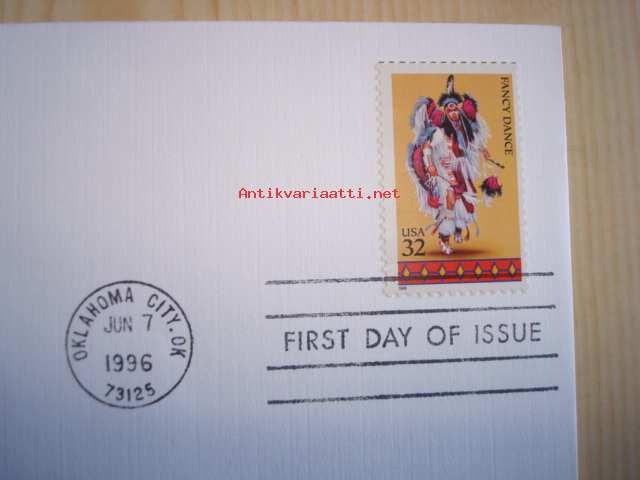 FANCY DANCE
Antikvariaatti.net
USA
32
OKLAHOMA CITY, OK
JUN 7
1996
73125
FIRST DAY OF ISSUE